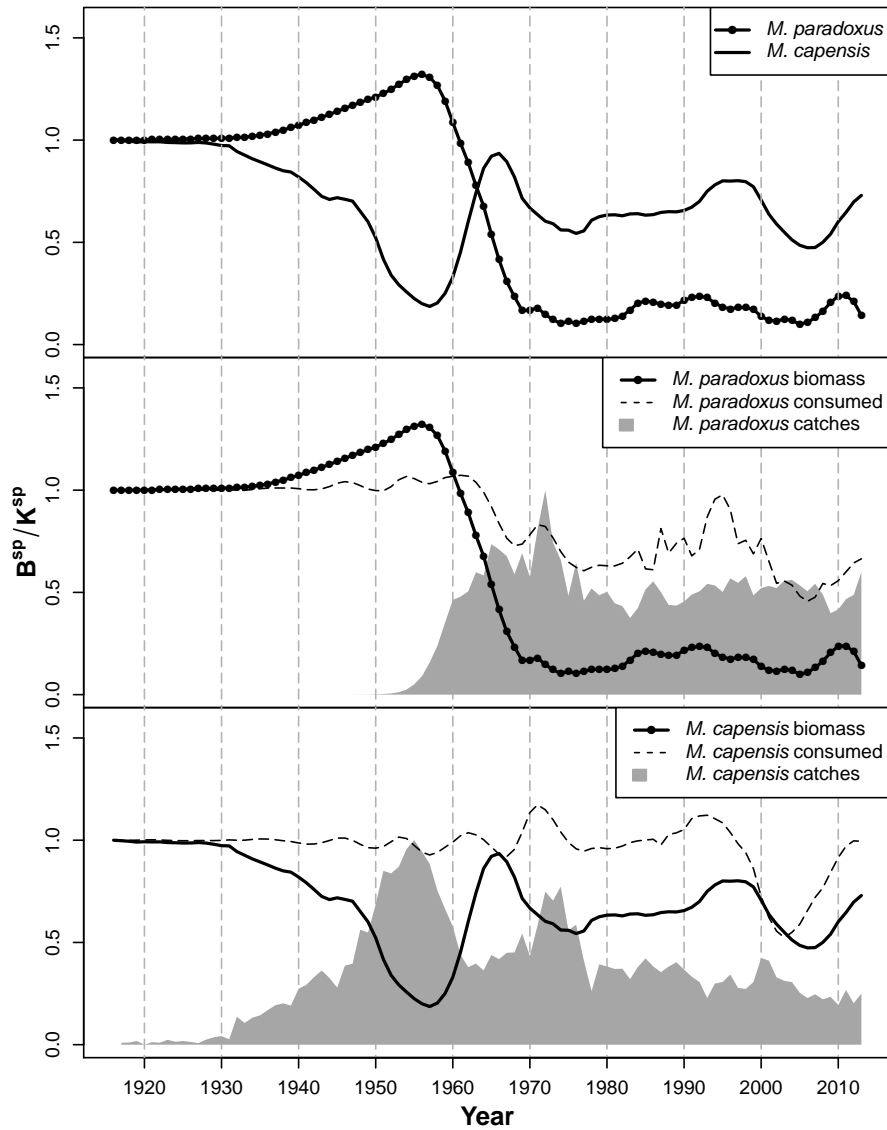 1.5
1.0
0.5
0.0
M. paradoxus
M. capensis
1.5
1.0
0.5
0.0
M. paradoxus biomass
M. paradoxus consumed
M. paradoxus catches
B^sp/K^sp
1.5
1.0
0.5
0.0
M. capensis biomass
M. capensis consumed
M. capensis catches
1920 1930 1940 1950 1960 1970 1980 1990 2000 2010
Year